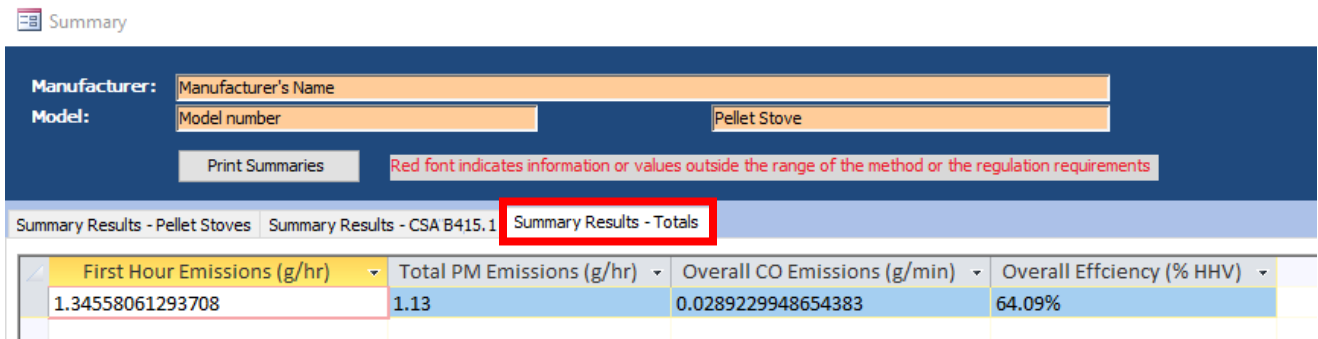 Summary
Manufacturer: Manufacturer's Name
Model: Model number Pellet Stove
Print Summaries Red font indicates information or values outside the range of the method or the regulation requirements
Summary Results - Pellet Stoves Summary Results - CSA B415.1 Summary Results - Totals
First Hour Emissions (g/hr) Total PM Emissions (g/hr) Overall CO Emissions (g/min) Overall Effciency (% HHV)
1.34558061293708 1.13 0.0289229948654383 64.09%